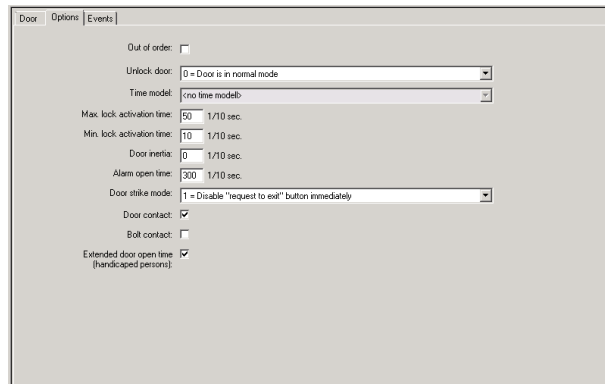 Door Options Events
Out of order:
Unlock door: 0 = Door is in normal mode
Time model: <no time model>
Max. lock activation time: 50 1/10 sec.
Min. lock activation time: 10 1/10 sec.
Door inertia: 0 1/10 sec.
Alarm open time: 300 1/10 sec.
Door strike mode: 1 = Disable "request to exit" button immediately
Door contact:
Bolt contact:
Extended door open time
(handicaped persons):